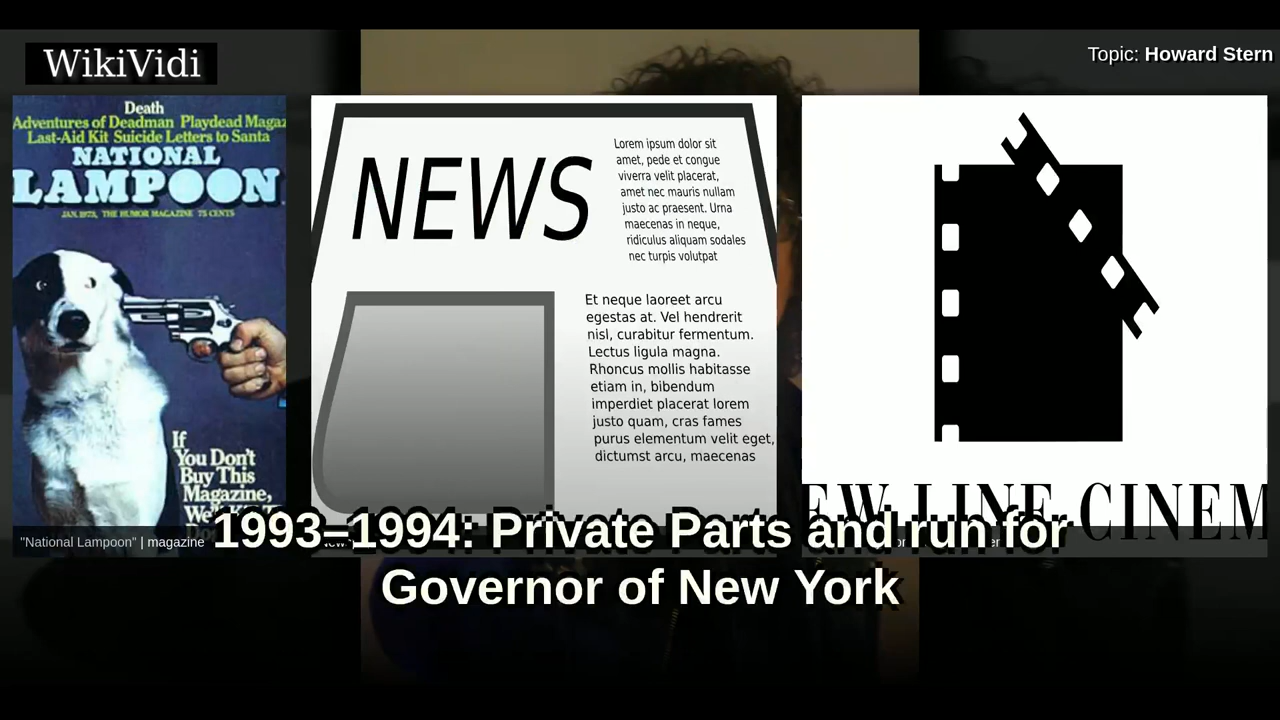 WikiVidi
Topic: Howard Stern
Death
Adventures of Deadman Playdead Magaz
Last-Aid Kit Suicide Letters to Santa
NATIONAL
LAMPOON
JAN. 1973, THE HUMOR MAGAZINE 75 CENTS
If
You Don't
Buy This
Magazine,
"National Lampoon" | magazine
NEWS
Lorem ipsum dolor sit
amet, pede et congue
viverra velit placerat,
amet nec mauris nullam
justo ac praesent. Urna
maecenas in neque,
ridiculus aliquam sodales
nec turpis volutpat
Et neque laoreet arcu
egestas at. Vel hendrerit
nisl, curabitur fermentum.
Lectus ligula magna.
Rhoncus mollis habitasse
etiam in, bibendum
imperdiet placerat lorem
justo quam, cras fames
purus elementum velit eget,
dictumst arcu, maecenas
EW LINE CINEM
1993–1994: Private Parts and run for
Governor of New York